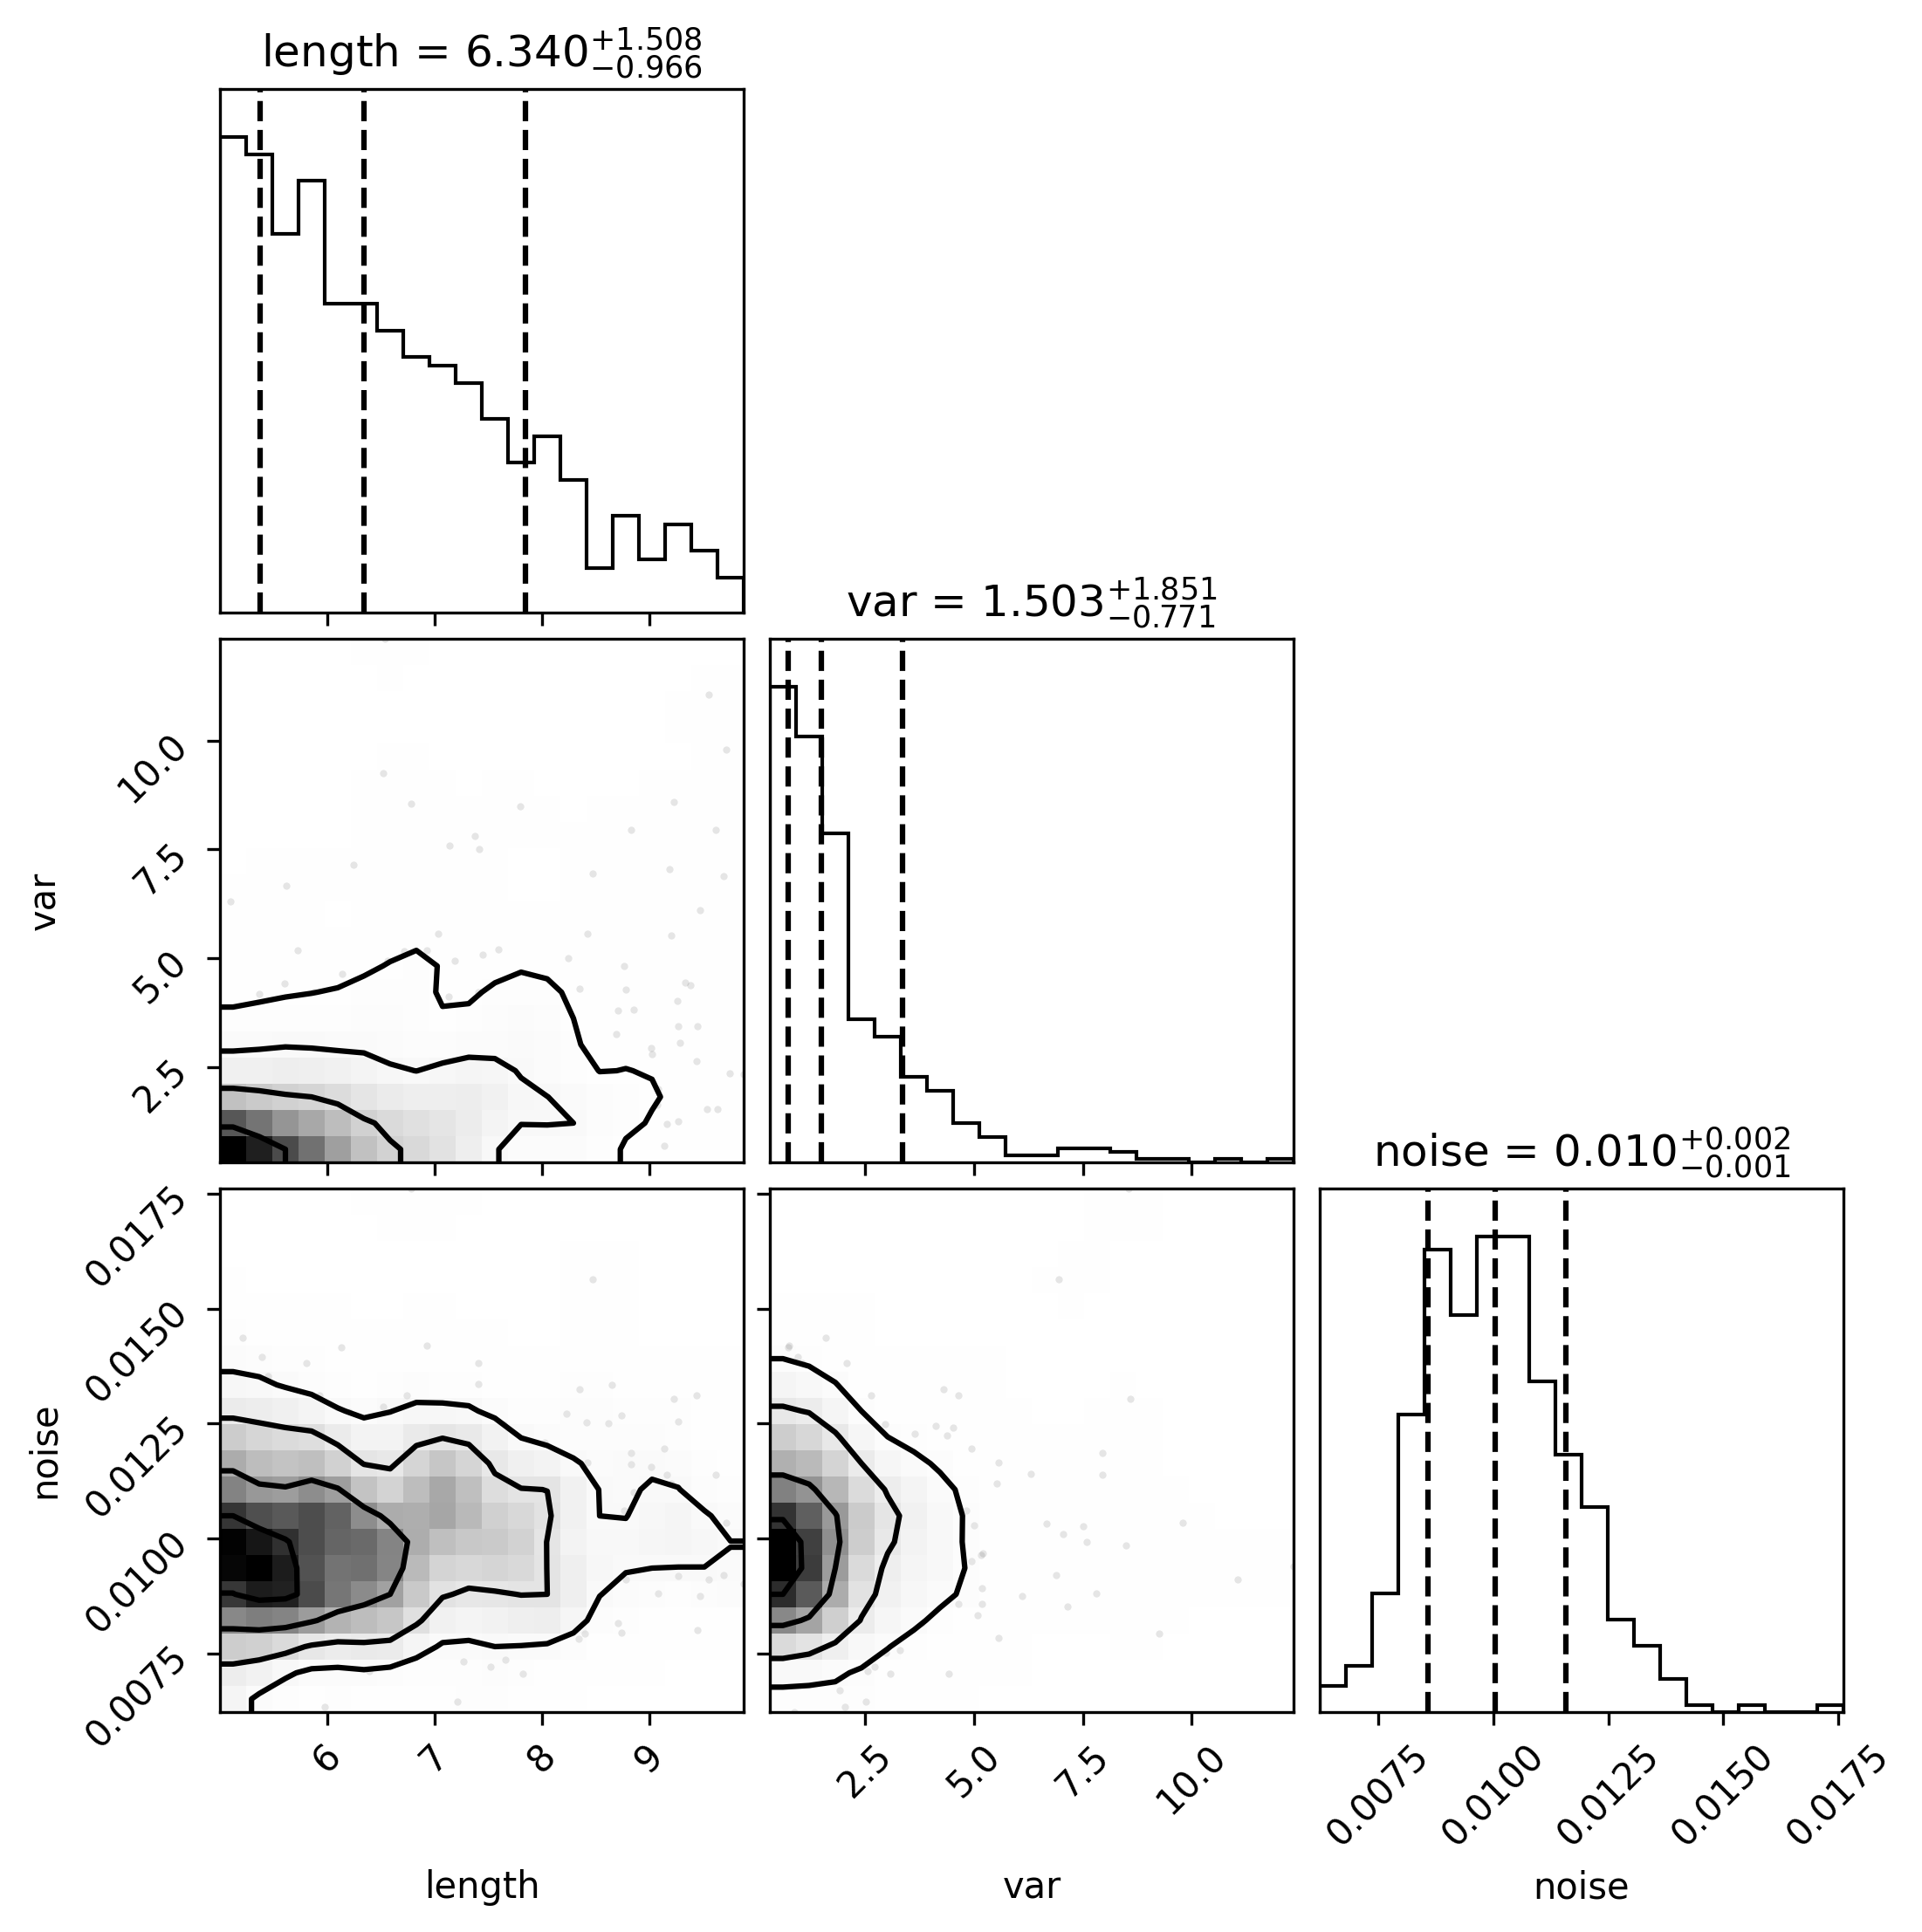 length = 6.340+1.508−0.966
var = 1.503+1.851−0.771
10.0
7.5
5.0
2.5
var
noise = 0.010+0.002−0.001
0.0175
0.0150
0.0125
0.0100
0.0075
noise
6 7 8 9
2.5 5.0 7.5 10.0
0.0075 0.0100 0.0125 0.0150 0.0175
length
var
noise